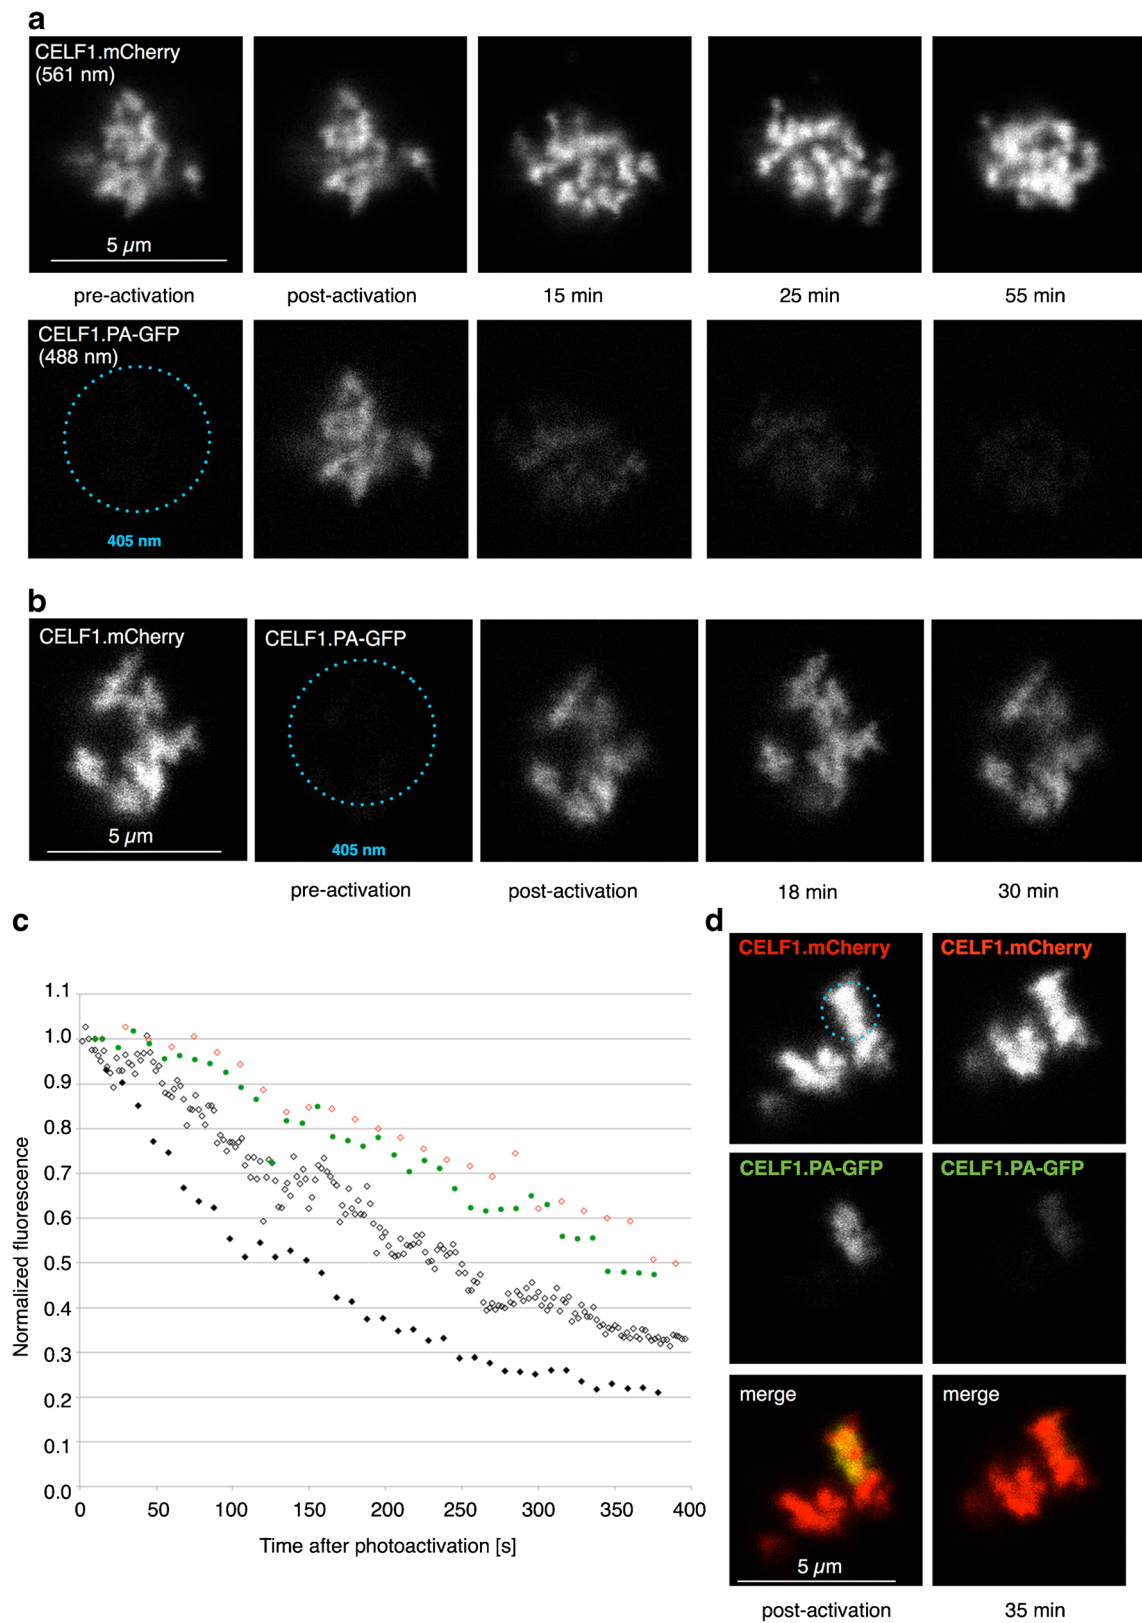 a
CELF1.mCherry
(561 nm)
5 µm
pre-activation
post-activation
15 min
25 min
55 min
CELF1.PA-GFP
(488 nm)
405 nm
b
CELF1.mCherry
CELF1.PA-GFP
5 µm
405 nm
pre-activation
post-activation
18 min
30 min
c
1.1
1.0
0.9
0.8
0.7
0.6
0.5
0.4
0.3
0.2
0.1
0.0
Normalized fluorescence
0 50 100 150 200 250 300 350 400
Time after photoactivation [s]
d
CELF1.mCherry
CELF1.mCherry
CELF1.PA-GFP
CELF1.PA-GFP
merge
merge
5 µm
post-activation
35 min